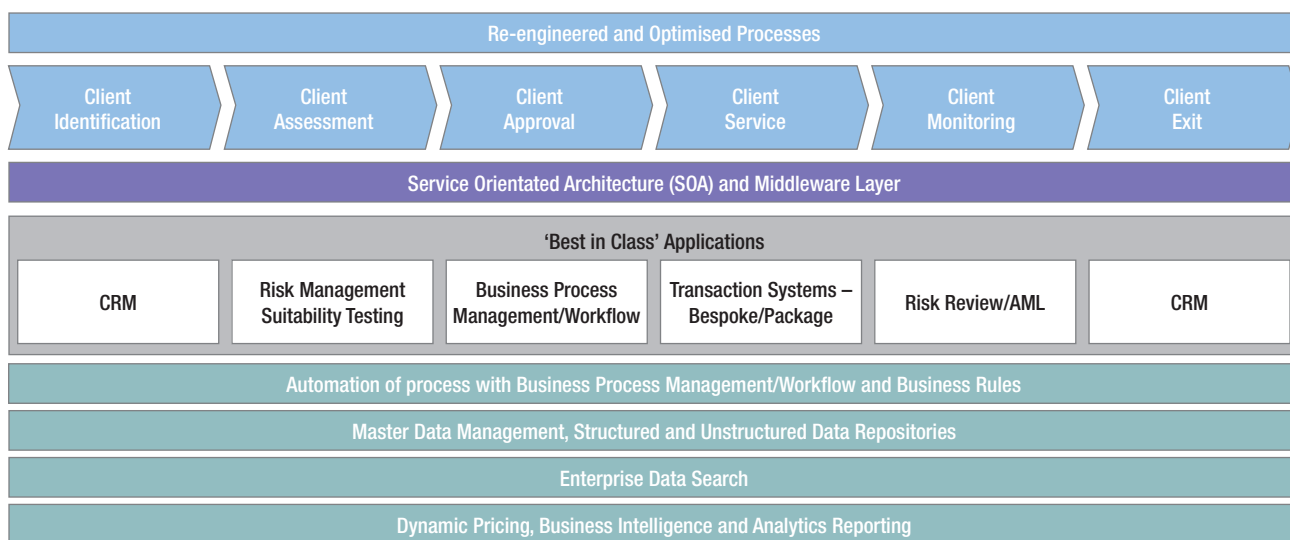 Re-engineered and Optimised Processes
Client
Identification
Client
Assessment
Client
Approval
Client
Service
Client
Monitoring
Client
Exit
Service Orientated Architecture (SOA) and Middleware Layer
‘Best in Class’ Applications
CRM
Risk Management
Suitability Testing
Business Process
Management/Workflow
Transaction Systems –
Bespoke/Package
Risk Review/AML
CRM
Automation of process with Business Process Management/Workflow and Business Rules
Master Data Management, Structured and Unstructured Data Repositories
Enterprise Data Search
Dynamic Pricing, Business Intelligence and Analytics Reporting